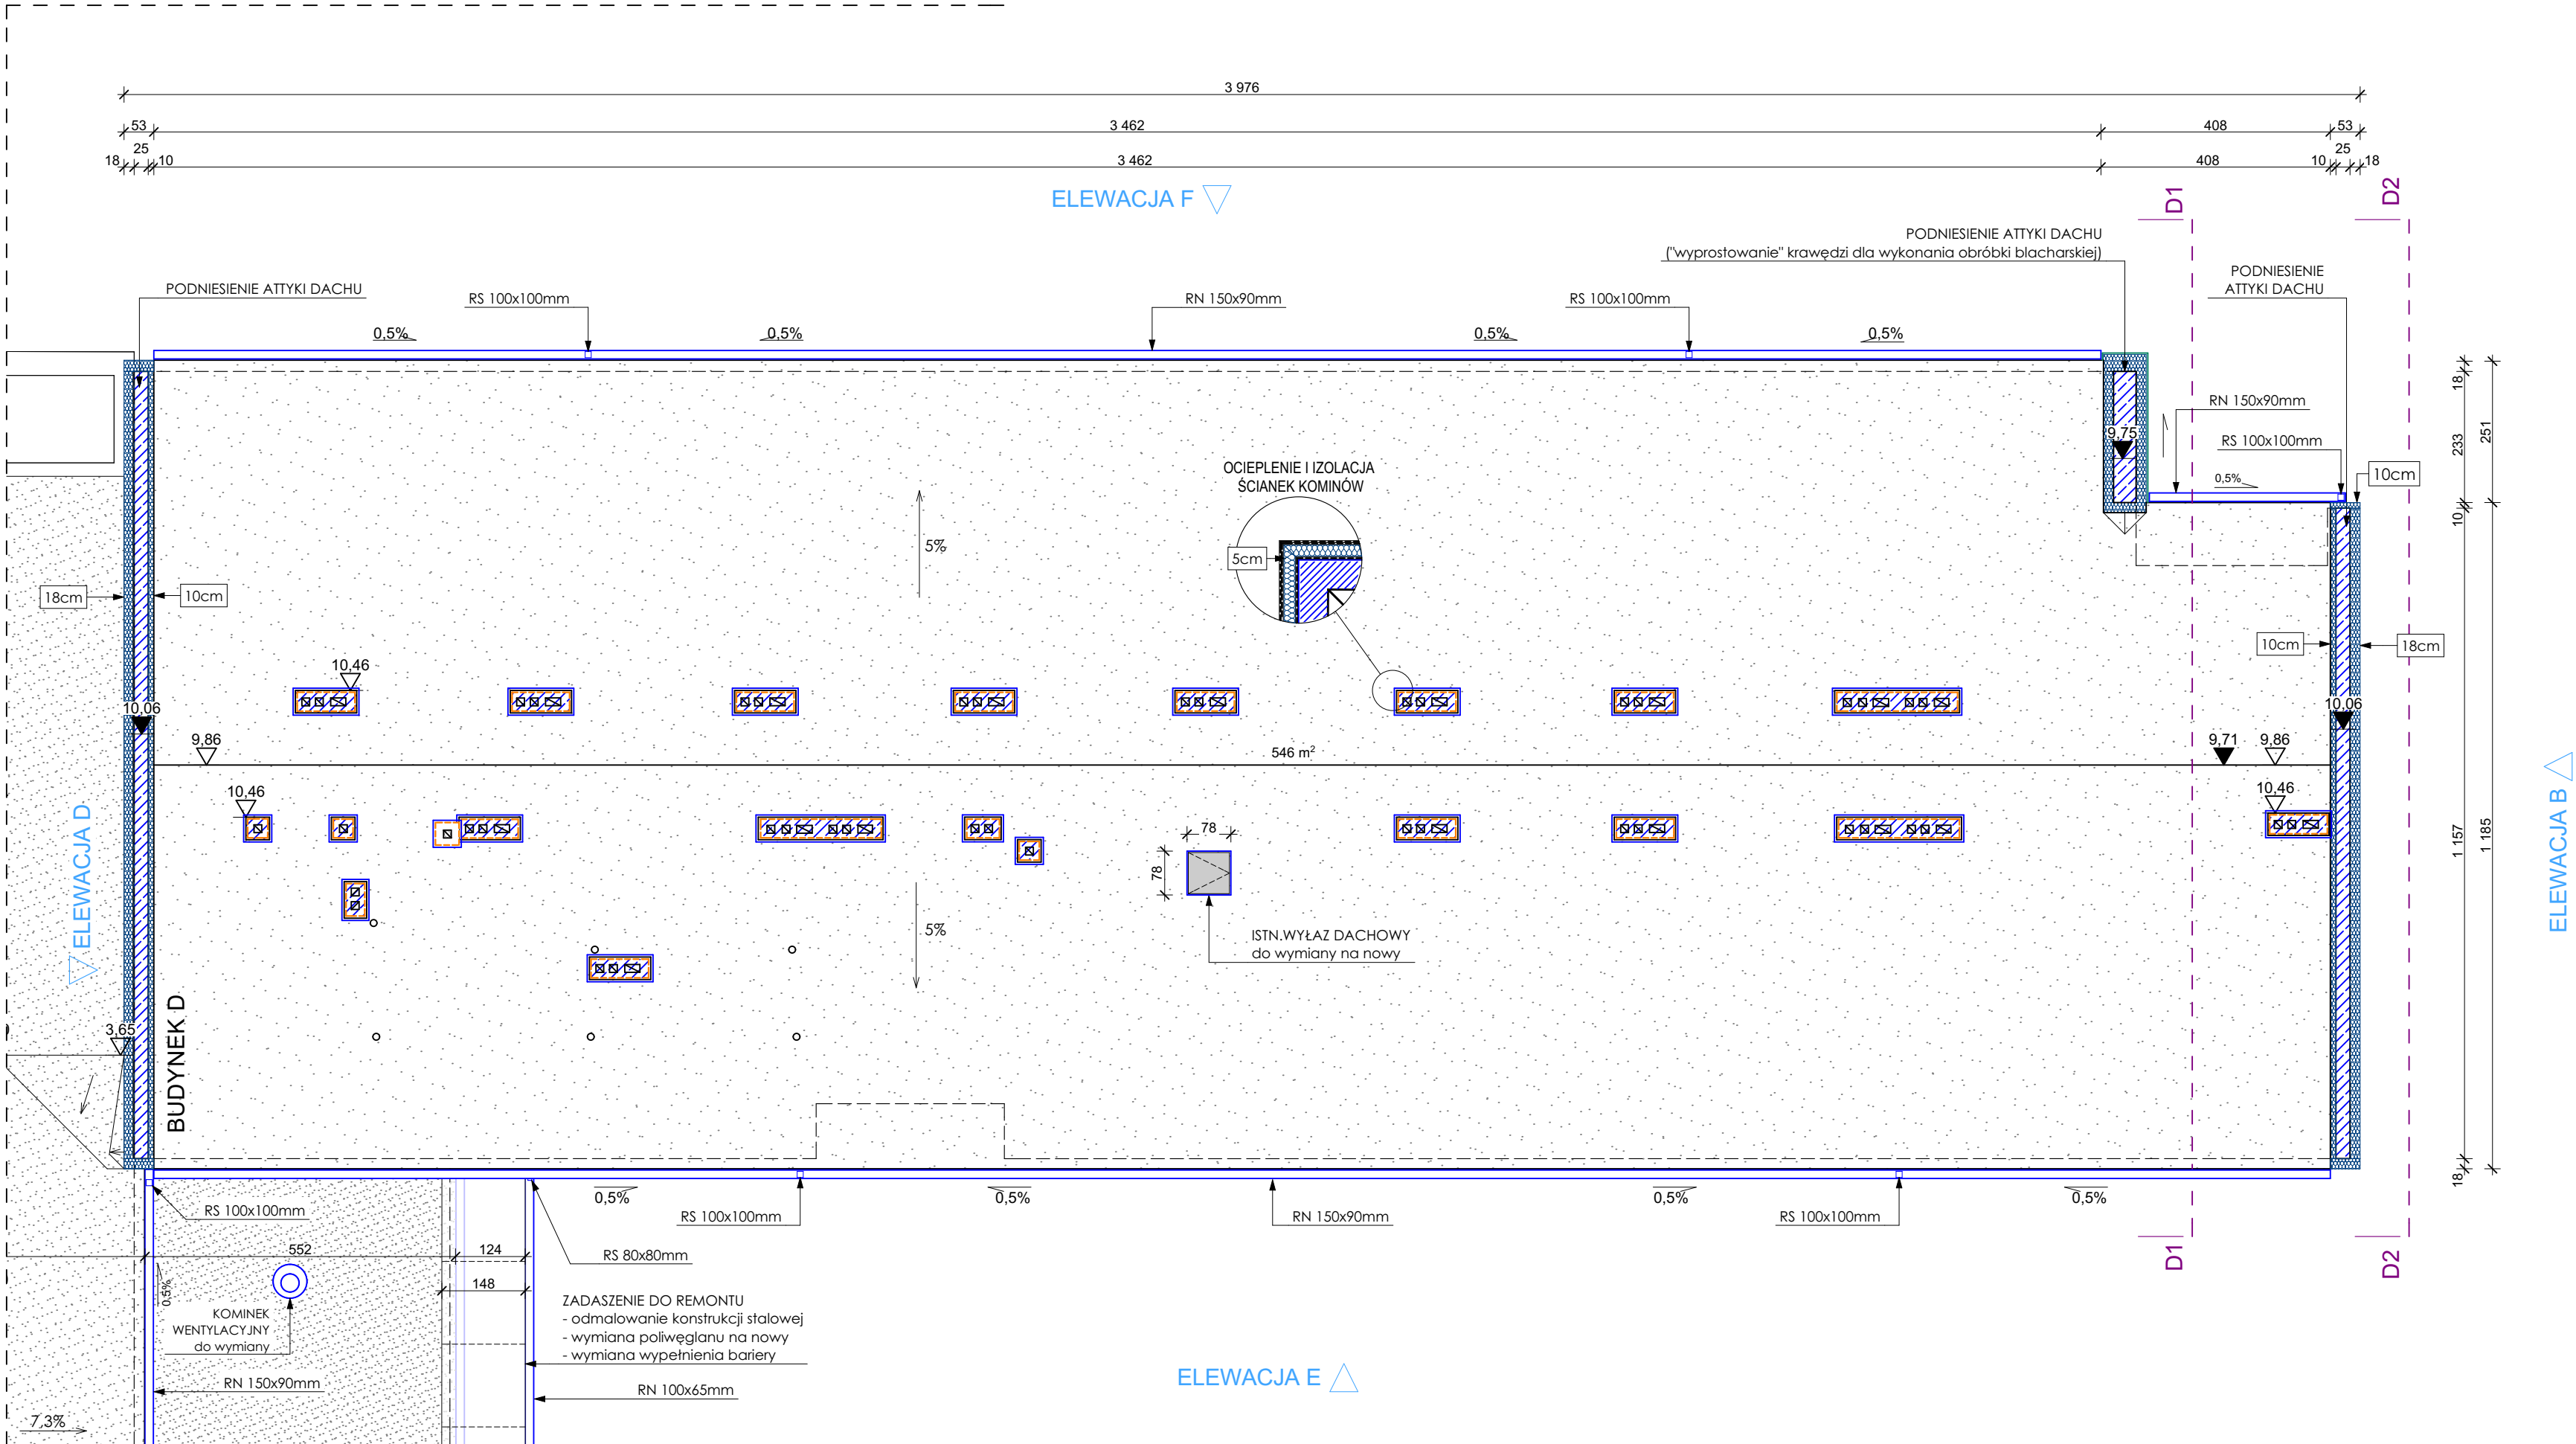 3 976
53
3 462
408
53
18
25
10
3 462
408
10
25
18
ELEWACJA F
D1
D2
PODNIESIENIE ATTYKI DACHU
("wyprostowanie" krawędzi dla wykonania obróbki blacharskiej)
PODNIESIENIE
ATTYKI DACHU
PODNIESIENIE ATTYKI DACHU
RS 100x100mm
RN 150x90mm
RS 100x100mm
0,5%
0,5%
0,5%
0,5%
18
233
251
RN 150x90mm
9,75
RS 100x100mm
0,5%
10cm
10
OCIEPLENIE I IZOLACJA
ŚCIANEK KOMINÓW
5cm
5%
18cm
10cm
10cm
18cm
10,46
10,06
10,06
9,86
546 m²
9,71
9,86
10,46
10,46
78
78
1 157
1 185
ELEWACJA D
ELEWACJA B
5%
ISTN.WYŁAZ DACHOWY
do wymiany na nowy
BUDYNEK D
3,65
18
0,5%
0,5%
0,5%
0,5%
RS 100x100mm
RS 100x100mm
RN 150x90mm
RS 100x100mm
552
124
RS 80x80mm
D1
D2
148
0,5%
KOMINEK
WENTYLACYJNY
do wymiany
ZADASZENIE DO REMONTU
- odmalowanie konstrukcji stalowej
- wymiana poliwęglanu na nowy
- wymiana wypełnienia bariery
RN 150x90mm
RN 100x65mm
ELEWACJA E
7,3%